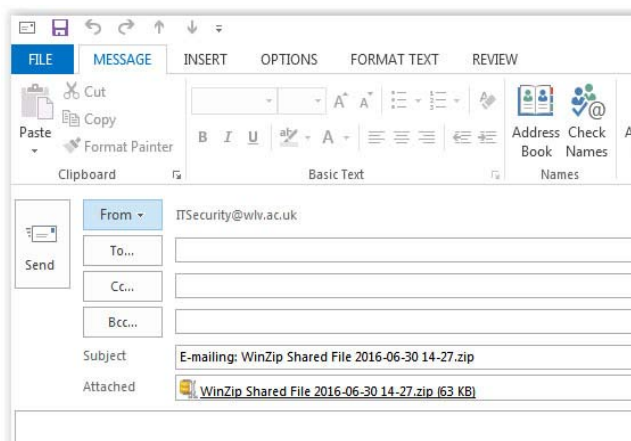 FILE MESSAGE INSERT OPTIONS FORMAT TEXT REVIEW
Cut
Copy
Format Painter
Paste
Clipboard
B I U
Basic Text
Address Book
Check Names
Names
A
Send
From ITSecurity@wlv.ac.uk
To...
Cc...
Bcc...
Subject E-mailing: WinZip Shared File 2016-06-30 14-27.zip
Attached WinZip Shared File 2016-06-30 14-27.zip (63 KB)